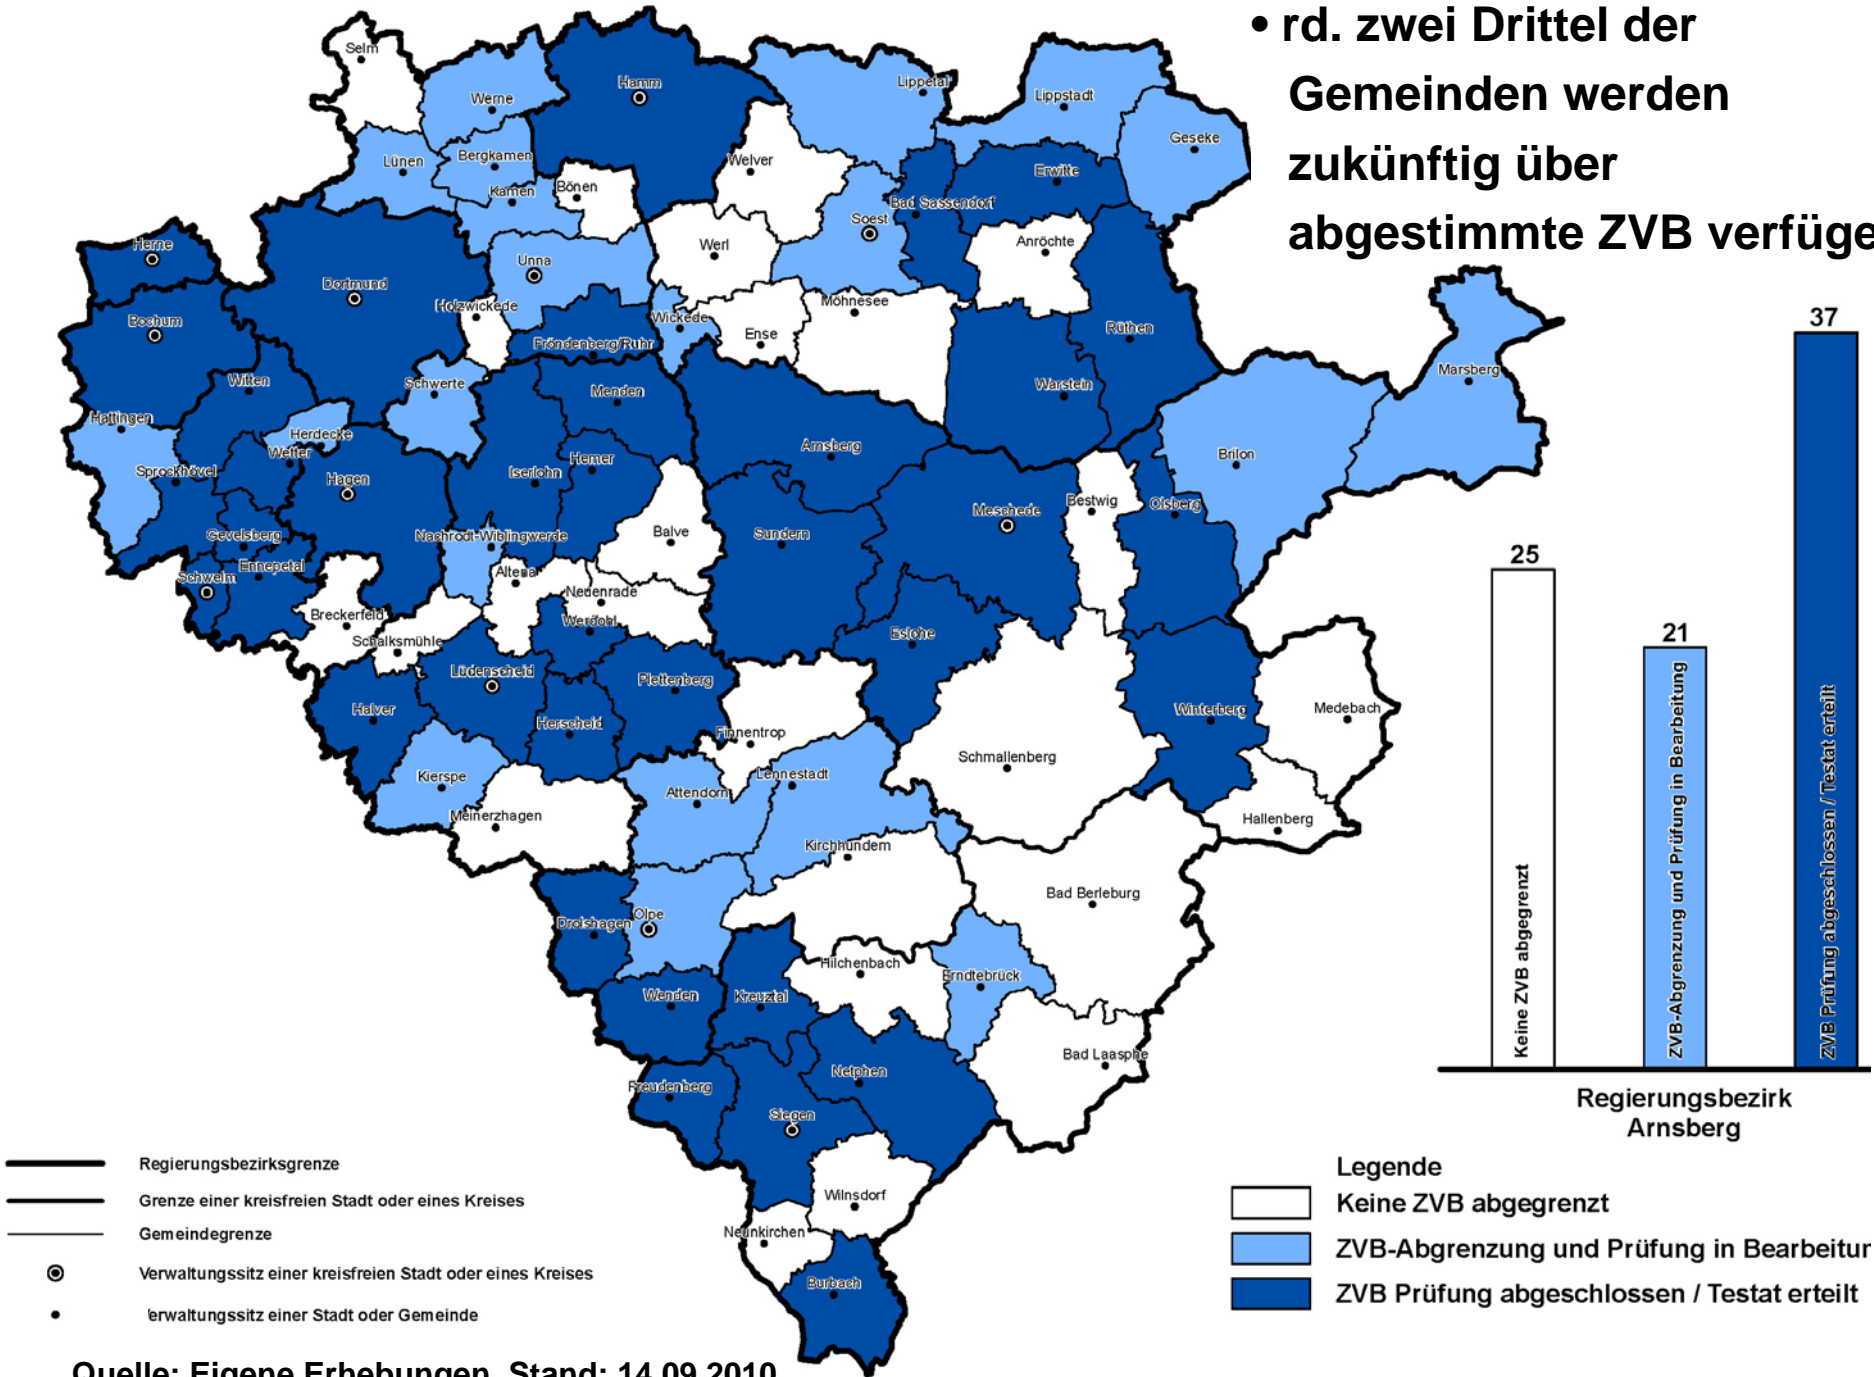 • rd. zwei Drittel der
Gemeinden werden
zukünftig über
abgestimmte ZVB verfüge
Selm
Hamm
Werne
Lippetal
Lippstadt
Geseke
Lünen
Bergkamen
Kamen
Bönen
Welver
Erwitte
Bad Sassendorf
Soest
Herne
Werl
Anröchte
Unna
Dortmund
Holzwickede
Möhnesee
Bochum
Wickede
Ense
Rüthen
Fröndenberg/Ruhr
Marsberg
Witten
Schwerte
Menden
Warstein
Hattingen
Herdecke
Wetter
Arnsberg
Brilon
Sprockhövel
Hagen
Iserlohn
Hemer
Bestwig
Olsberg
Meschede
Gevelsberg
Nachrodt-Wiblingwerde
Balve
Sundern
Ennepetal
Schwelm
Altena
Neuenrade
Breckerfeld
Werdohl
Schalksmühle
Eslohe
Lüdenscheid
Plettenberg
Halver
Herscheid
Winterberg
Medebach
Finnentrop
Schmallenberg
Kierspe
Lennestadt
Attendorn
Meinerzhagen
Hallenberg
Kirchhundem
Bad Berleburg
Drolshagen
Olpe
Hilchenbach
Erndtebrück
Wenden
Kreuztal
Bad Laasphe
Netphen
Freudenberg
Siegen
Wilnsdorf
Neunkirchen
Burbach
37
25
21
Keine ZVB abgegrenzt
ZVB-Abgrenzung und Prüfung in Bearbeitung
ZVB Prüfung abgeschlossen / Testat erteilt
Regierungsbezirk
Arnsberg
Regierungsbezirksgrenze
Grenze einer kreisfreien Stadt oder eines Kreises
Gemeindegrenze
Verwaltungssitz einer kreisfreien Stadt oder eines Kreises
erwaltungssitz einer Stadt oder Gemeinde
Legende
Keine ZVB abgegrenzt
ZVB-Abgrenzung und Prüfung in Bearbeitur
ZVB Prüfung abgeschlossen / Testat erteilt
Quelle: Eigene Erhebungen, Stand: 14.09.2010